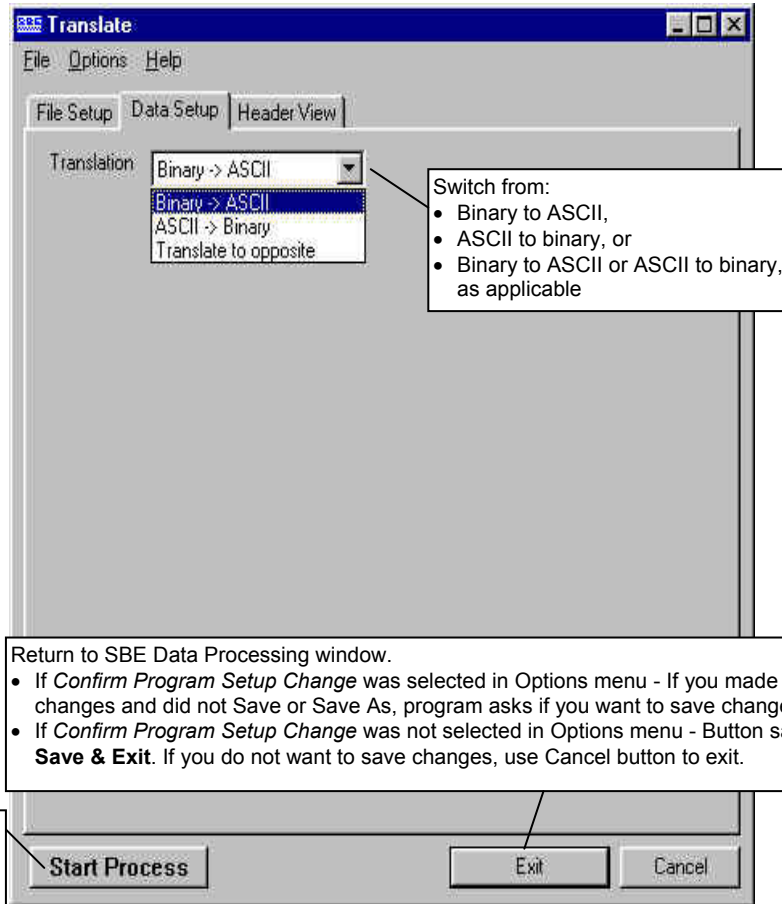 SBE Translate
File Options Help
File Setup Data Setup Header View
Translation Binary -> ASCII
Binary -> ASCII
ASCII -> Binary
Translate to opposite
Switch from:
• Binary to ASCII,
• ASCII to binary, or
• Binary to ASCII or ASCII to binary,
as applicable
Return to SBE Data Processing window.
• If Confirm Program Setup Change was selected in Options menu - If you made
changes and did not Save or Save As, program asks if you want to save
• If Confirm Program Setup Change was not selected in Options menu - Button
Save & Exit. If you do not want to save changes, use Cancel button to exit.
Start Process Exit Cancel